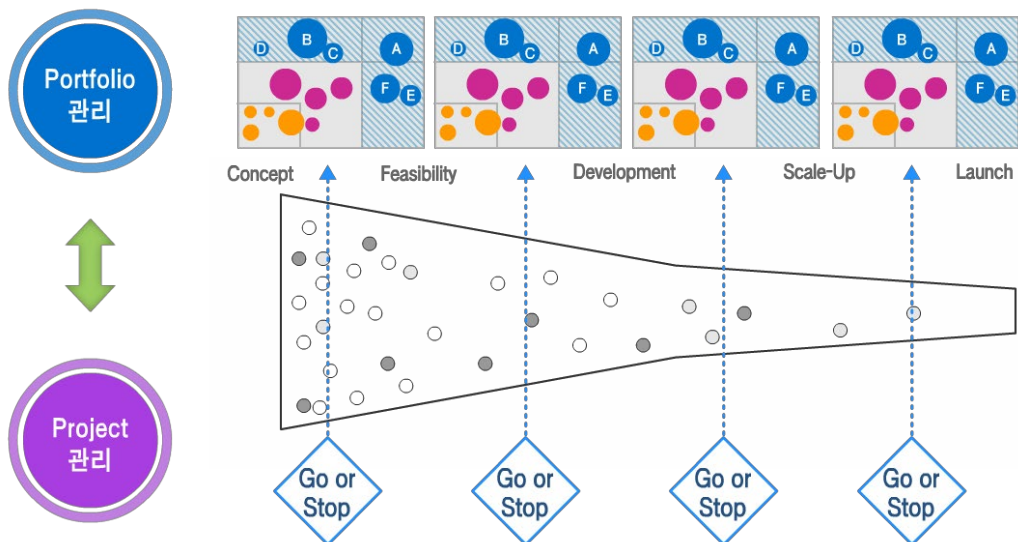 Portfolio
관리
D B C A F E
D B C A F E
D B C A F E
D B C A F E
Concept Feasibility Development Scale-Up Launch
Project
관리
Go or
Stop
Go or
Stop
Go or
Stop
Go or
Stop